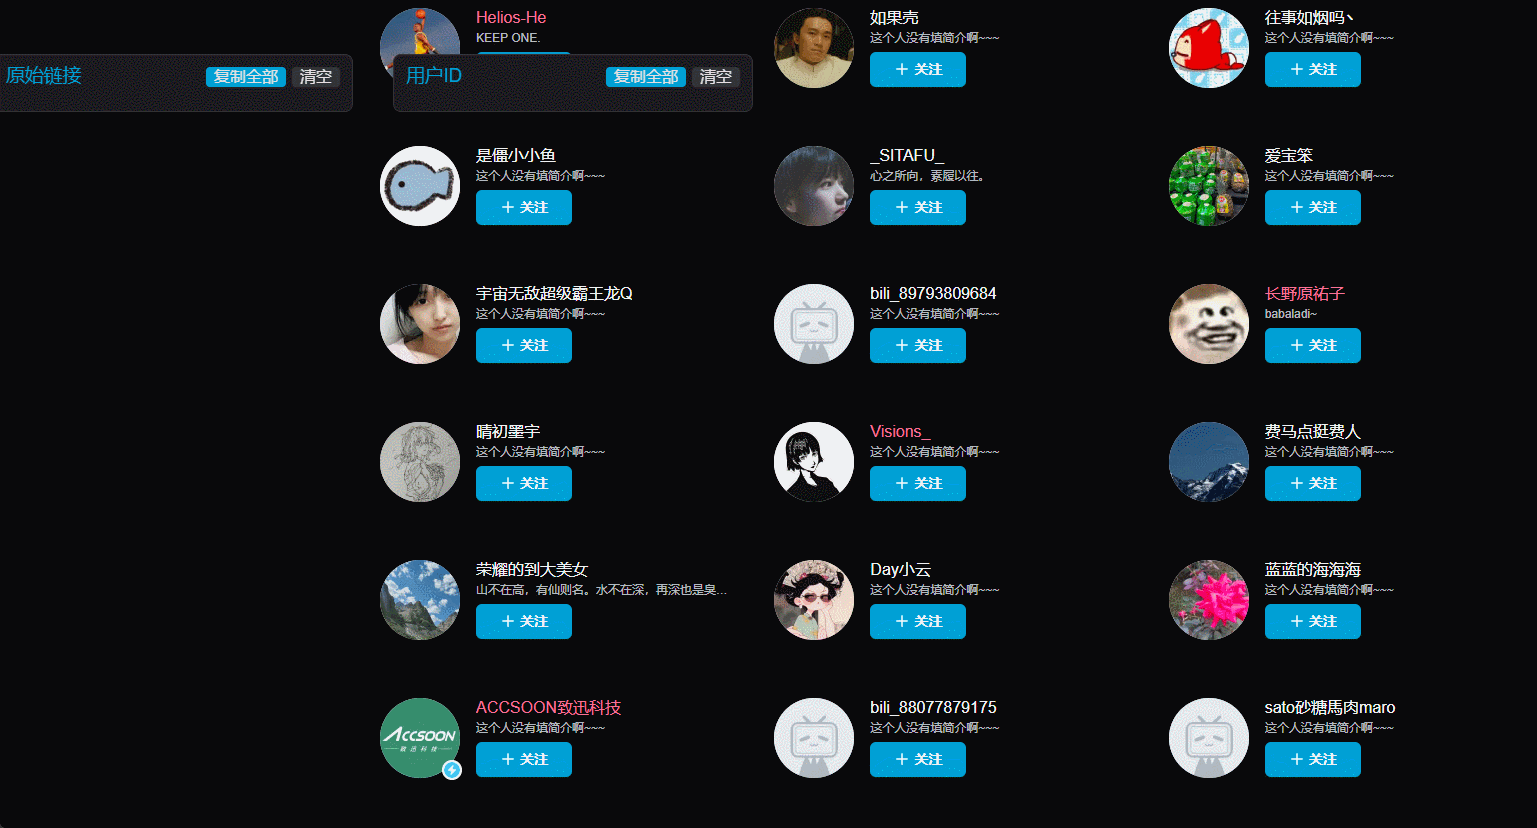 Helios-He
KEEP ONE.
如果壳
这个人没有填简介啊~~~
+ 关注
往事如烟吗丶
这个人没有填简介啊~~~
+ 关注
原始链接
复制全部
清空
用户ID
复制全部
清空
是僵小小鱼
这个人没有填简介啊~~~
+ 关注
_SITAFU_
心之所向，素履以往。
+ 关注
爱宝笨
这个人没有填简介啊~~~
+ 关注
宇宙无敌超级霸王龙Q
这个人没有填简介啊~~~
+ 关注
bili_89793809684
这个人没有填简介啊~~~
+ 关注
长野原祐子
babaladi~
+ 关注
晴初墨宇
这个人没有填简介啊~~~
+ 关注
Visions_
这个人没有填简介啊~~~
+ 关注
费马点挺费人
这个人没有填简介啊~~~
+ 关注
荣耀的到大美女
山不在高，有仙则名。水不在深，再深也是臭...
+ 关注
Day小云
这个人没有填简介啊~~~
+ 关注
蓝蓝的海海海
这个人没有填简介啊~~~
+ 关注
ACCSOON
致迅科技
ACCSOON致迅科技
这个人没有填简介啊~~~
+ 关注
bili_88077879175
这个人没有填简介啊~~~
+ 关注
sato砂糖馬肉maro
这个人没有填简介啊~~~
+ 关注